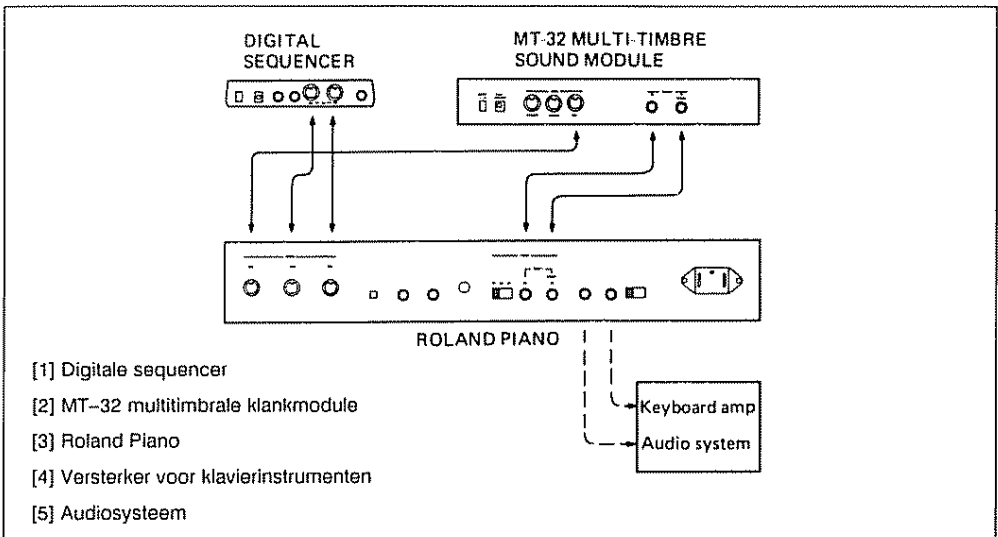 DIGITAL
SEQUENCER
MT-32 MULTI-TIMBRE
SOUND MODULE
ROLAND PIANO
Keyboard amp
Audio system
[1] Digitale sequencer
[2] MT–32 multitimbrale klankmodule
[3] Roland Piano
[4] Versterker voor klavierinstrumenten
[5] Audiosysteem